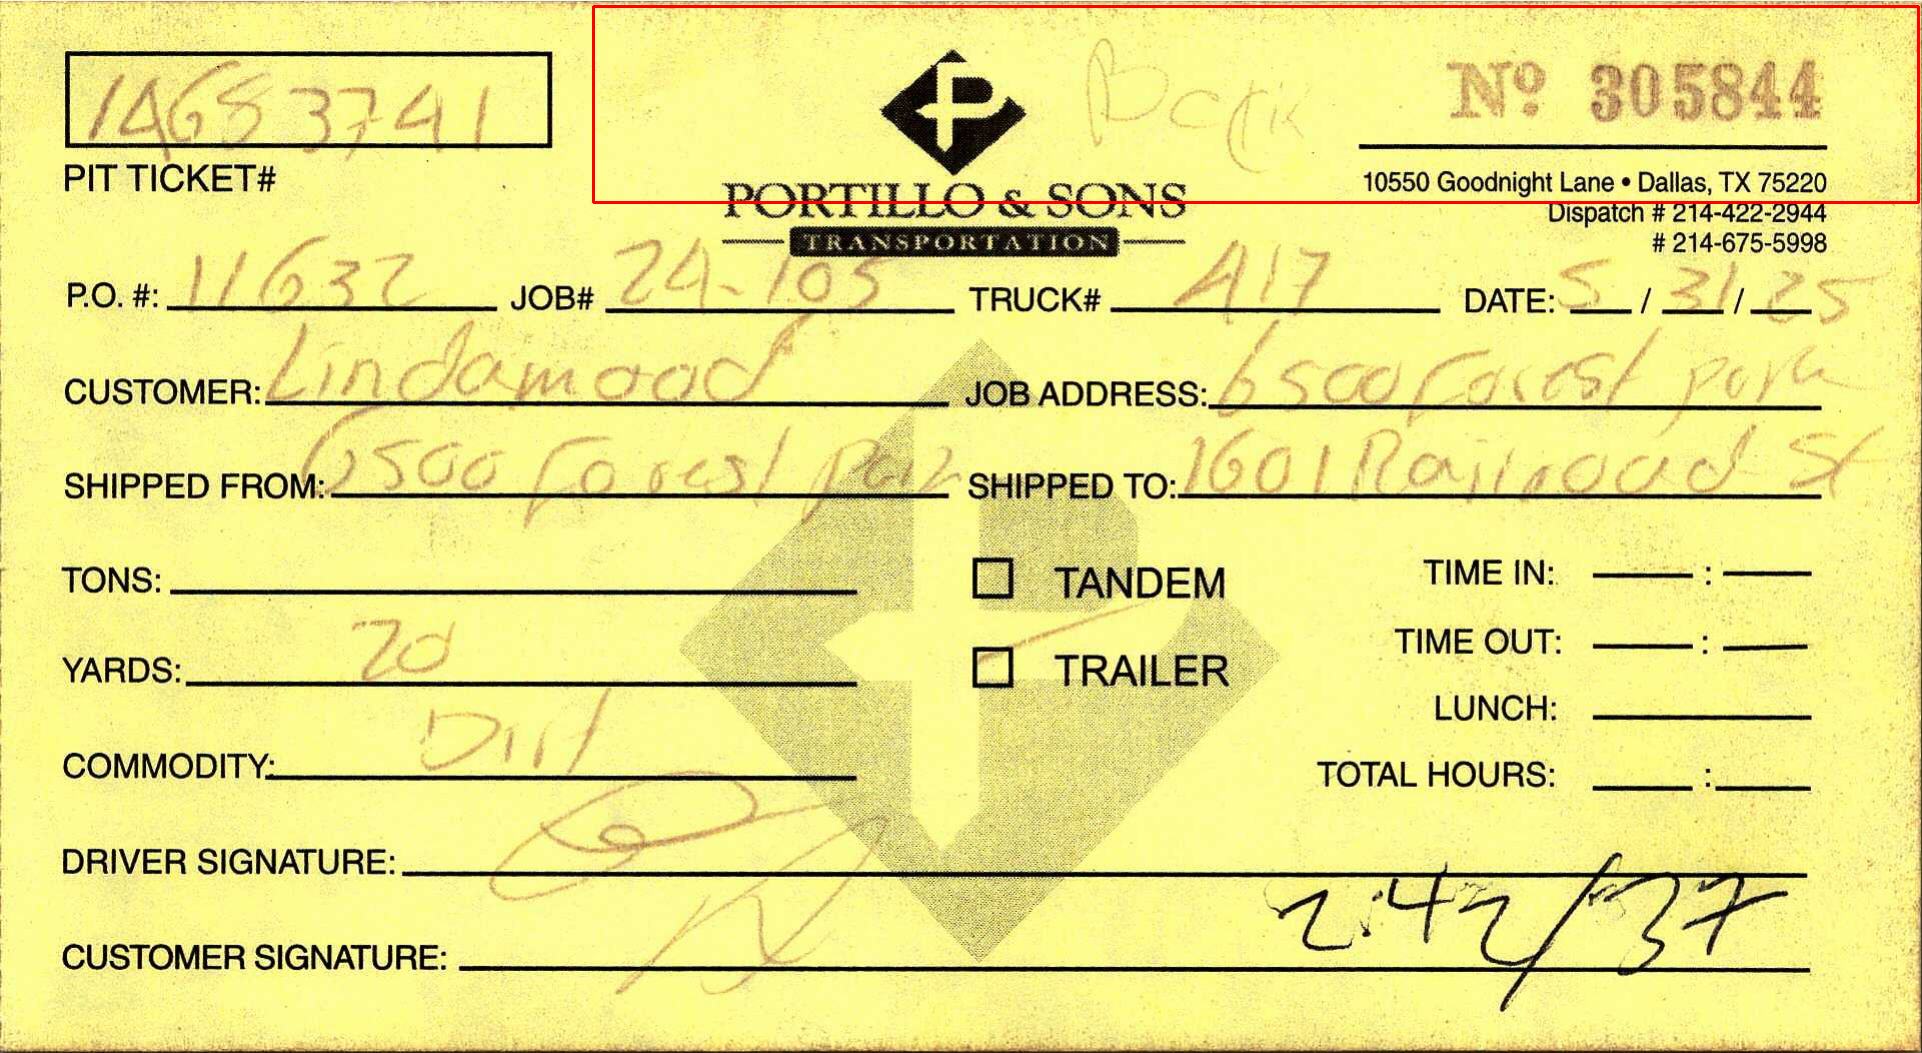 14653741
PIT TICKET#
PORTILLO & SONS
TRANSPORTATION
Nº 305844
10550 Goodnight Lane • Dallas, TX 75220
Dispatch # 214-422-2944
# 214-675-5998
P.O. #: 11632 JOB# 24-105 TRUCK# A17 DATE: 5 / 31 / 25
CUSTOMER: Lindamood JOB ADDRESS: 6500 Forest park
SHIPPED FROM: 6500 Forest park SHIPPED TO: 1601 Railroad St
TONS: TANDEM TIME IN: :
YARDS: 20 TRAILER TIME OUT: :
LUNCH:
COMMODITY: Dirt TOTAL HOURS: :
DRIVER SIGNATURE:
2:42/37
CUSTOMER SIGNATURE: